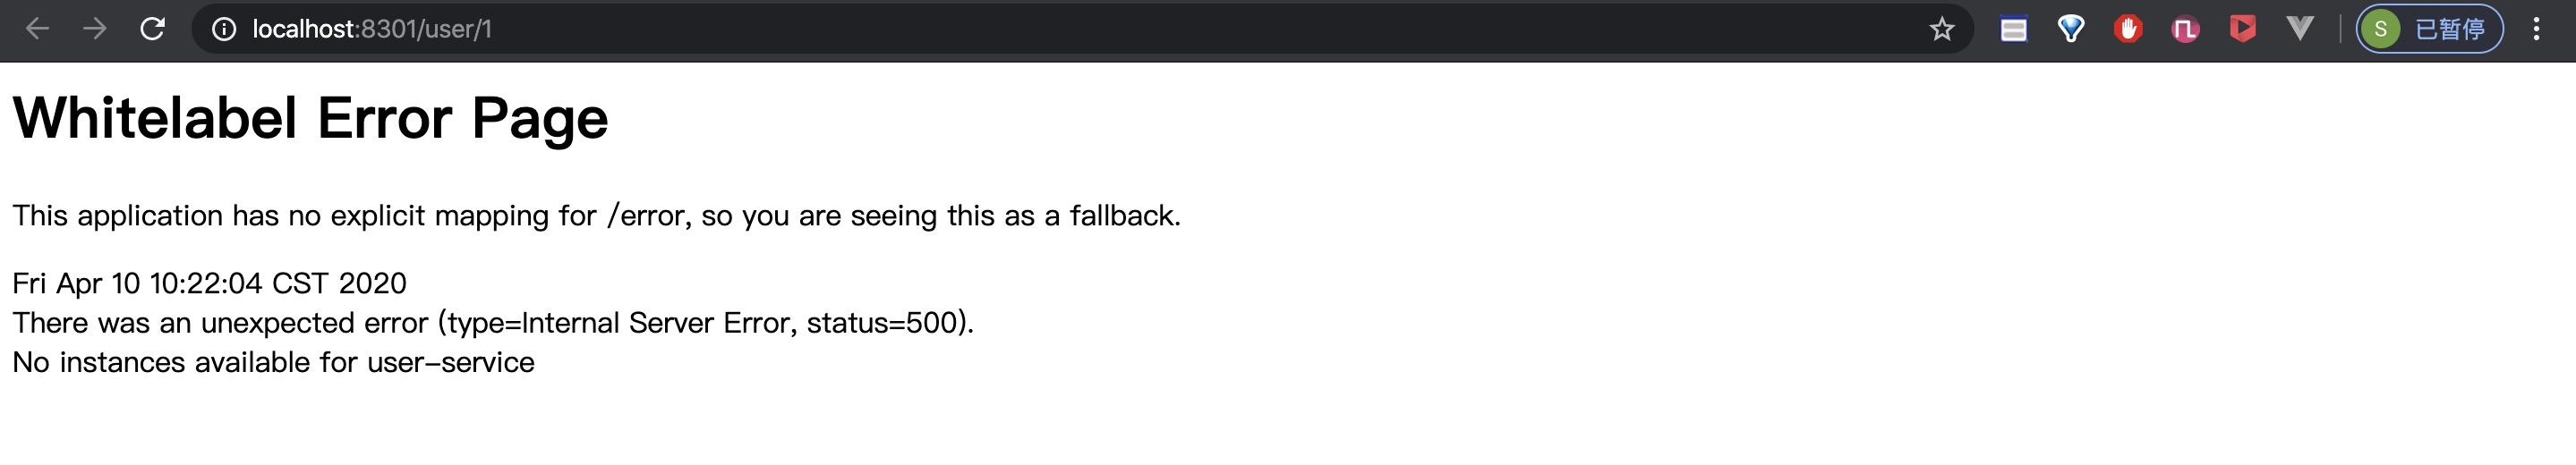 localhost:8301/user/1
S 已暂停
Whitelabel Error Page
This application has no explicit mapping for /error, so you are seeing this as a fallback.
Fri Apr 10 10:22:04 CST 2020
There was an unexpected error (type=Internal Server Error, status=500).
No instances available for user-service